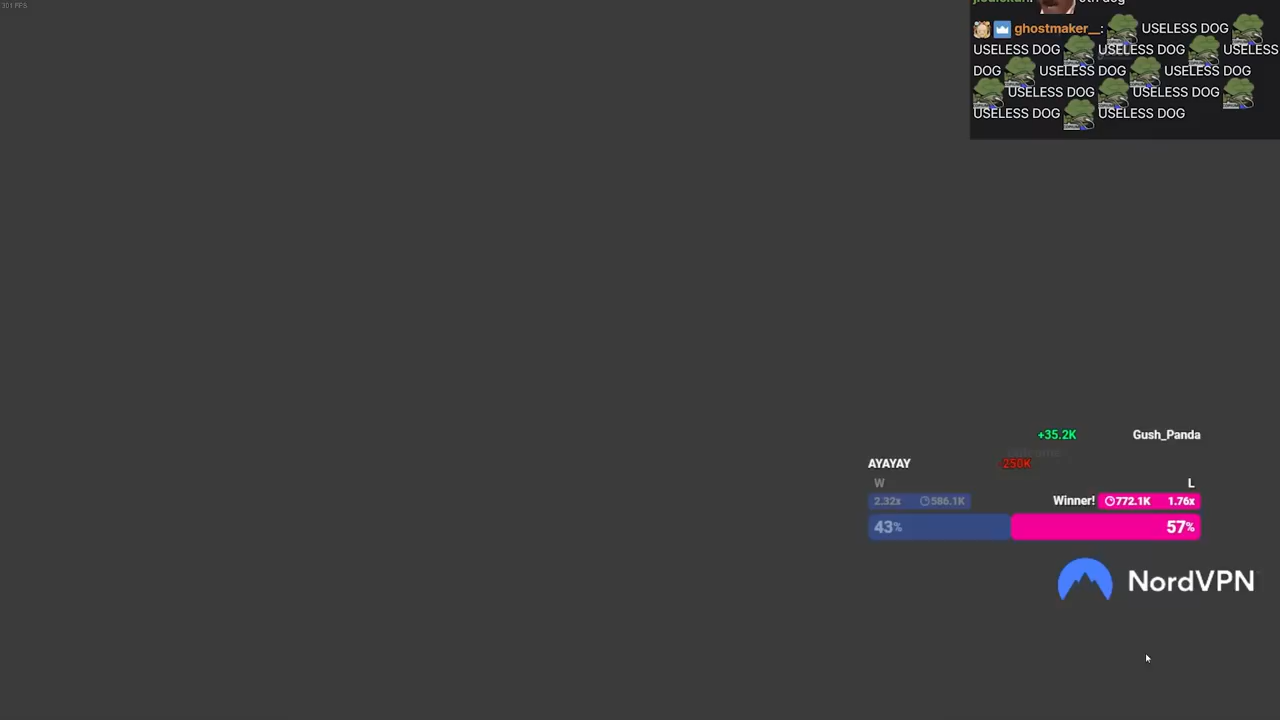 301 FPS
ghostmaker__: USELESS DOG
USELESS DOG USELESS DOG USELESS
DOG USELESS DOG USELESS DOG
USELESS DOG USELESS DOG
USELESS DOG USELESS DOG
+35.2K Gush_Panda
AYAYAY -250K
W L
2.32x 586.1K Winner! 772.1K 1.76x
43% 57%
NordVPN